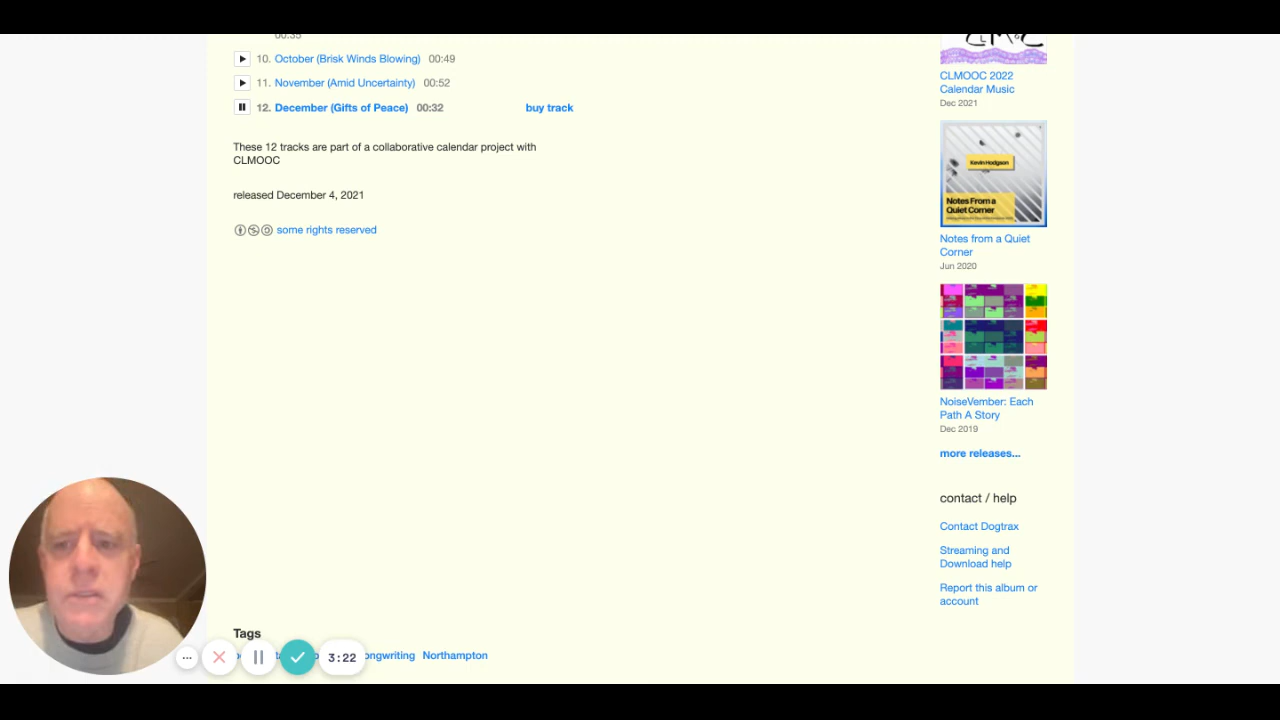 00:35
10. October (Brisk Winds Blowing) 00:49
11. November (Amid Uncertainty) 00:52
12. December (Gifts of Peace) 00:32 buy track
These 12 tracks are part of a collaborative calendar project with
CLMOOC
released December 4, 2021
some rights reserved
Tags
ongwriting Northampton
3:22
CLMOOC 2022
Calendar Music
Dec 2021
Kevin Hodgson
Notes From a
Quiet Corner
Notes from a Quiet
Corner
Jun 2020
NoiseVember: Each
Path A Story
Dec 2019
more releases...
contact / help
Contact Dogtrax
Streaming and
Download help
Report this album or
account